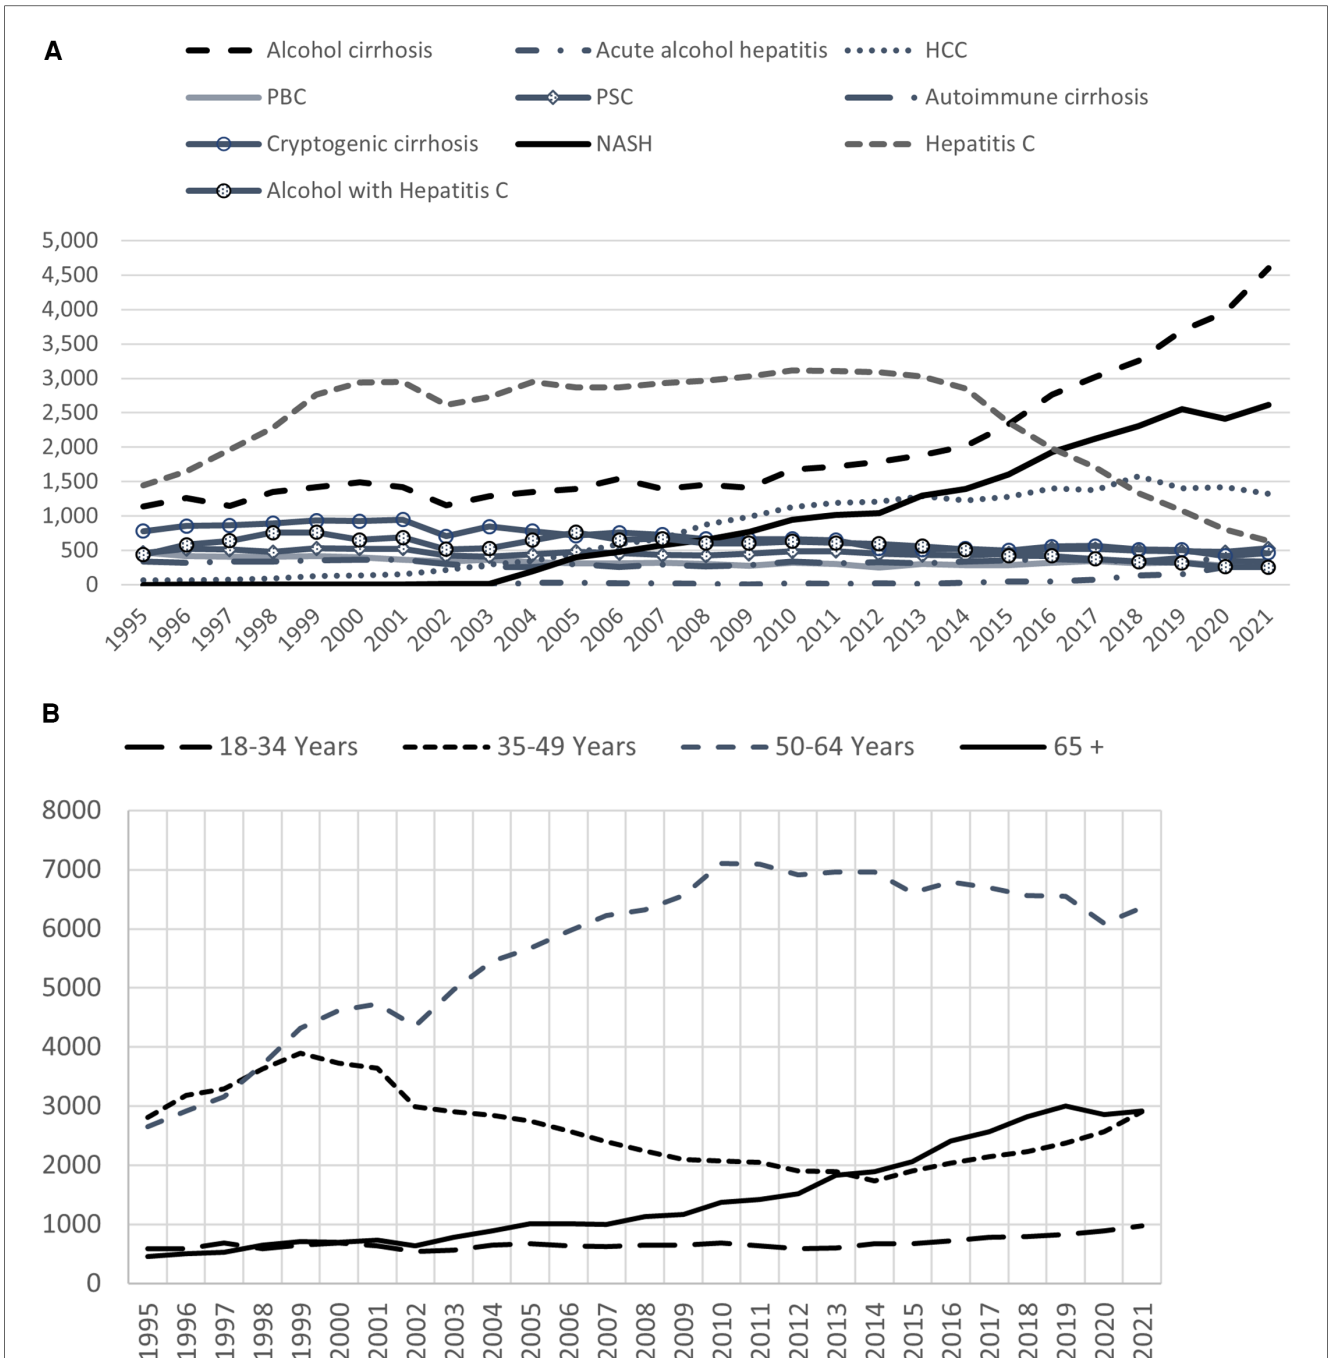 A
Alcohol cirrhosis Acute alcohol hepatitis HCC
PBC PSC Autoimmune cirrhosis
Cryptogenic cirrhosis NASH Hepatitis C
Alcohol with Hepatitis C
5,000
4,500
4,000
3,500
3,000
2,500
2,000
1,500
1,000
500
0
1995 1996 1997 1998 1999 2000 2001 2002 2003 2004 2005 2006 2007 2008 2009 2010 2011 2012 2013 2014 2015 2016 2017 2018 2019 2020 2021
B
18-34 Years 35-49 Years 50-64 Years 65 +
8000
7000
6000
5000
4000
3000
2000
1000
0
1995 1996 1997 1998 1999 2000 2001 2002 2003 2004 2005 2006 2007 2008 2009 2010 2011 2012 2013 2014 2015 2016 2017 2018 2019 2020 2021